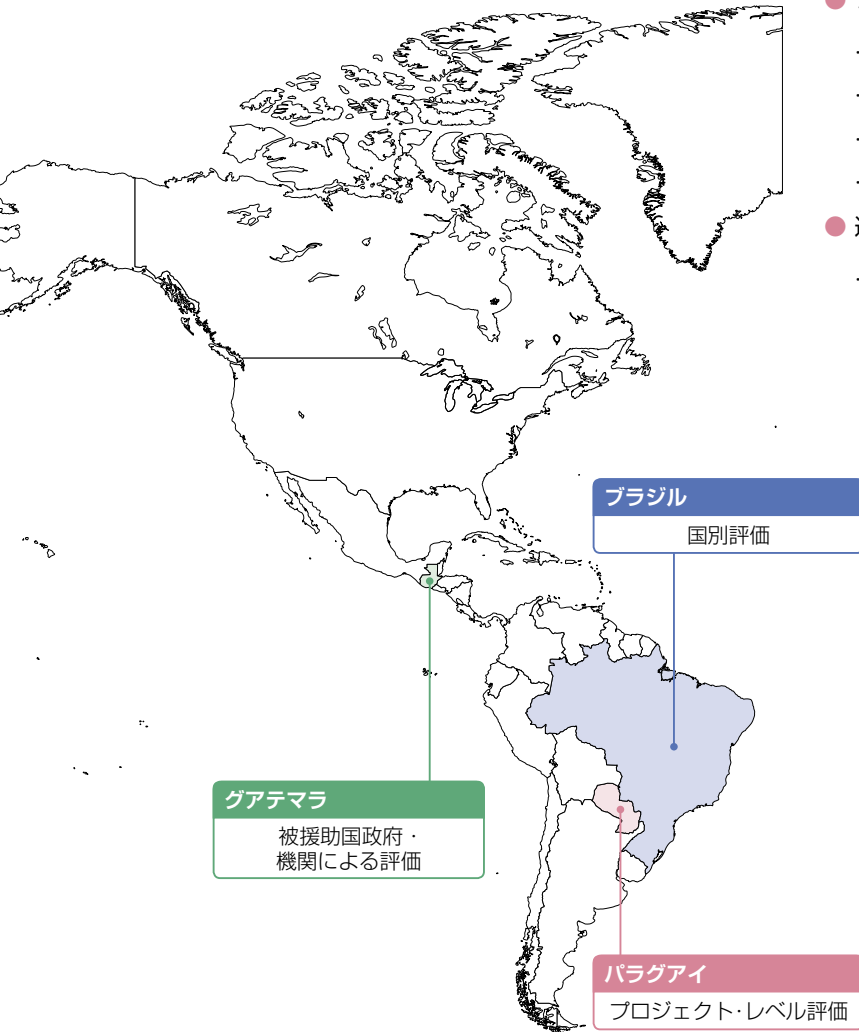 ブラジル
国別評価
グアテマラ
被援助国政府・
機関による評価
パラグアイ
プロジェクト・レベル評価